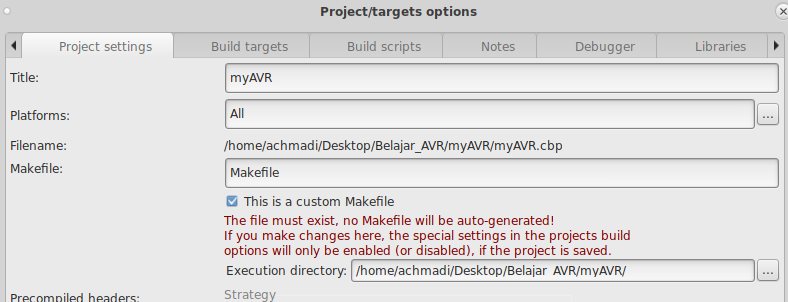 Project/targets options
Project settings Build targets Build scripts Notes Debugger Libraries
Title: myAVR
Platforms: All ...
Filename: /home/achmadi/Desktop/Belajar_AVR/myAVR/myAVR.cbp
Makefile: Makefile
This is a custom Makefile
The file must exist, no Makefile will be auto-generated!
If you make changes here, the special settings in the projects build
options will only be enabled (or disabled), if the project is saved.
Execution directory: /home/achmadi/Desktop/Belajar_AVR/myAVR/ ...
Precompiled headers: Strategy